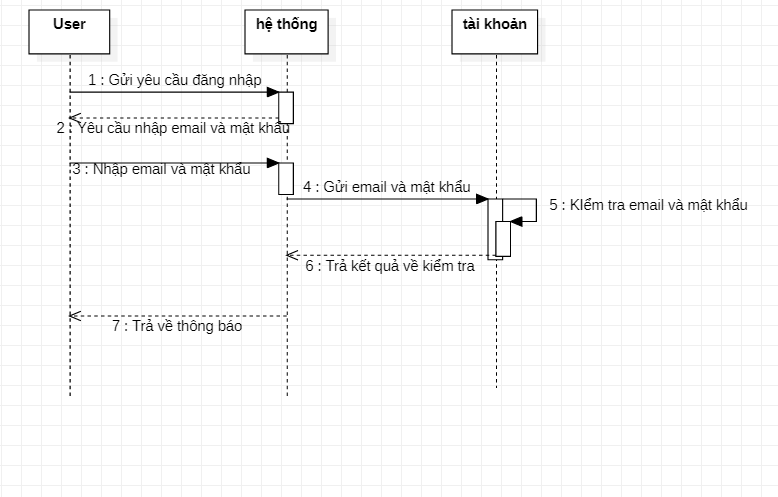 User
hệ thống
tài khoản
1 : Gửi yêu cầu đăng nhập
2 : Yêu cầu nhập email và mật khẩu
3 : Nhập email và mật khẩu
4 : Gửi email và mật khẩu
5 : KIểm tra email và mật khẩu
6 : Trả kết quả về kiểm tra
7 : Trả về thông báo